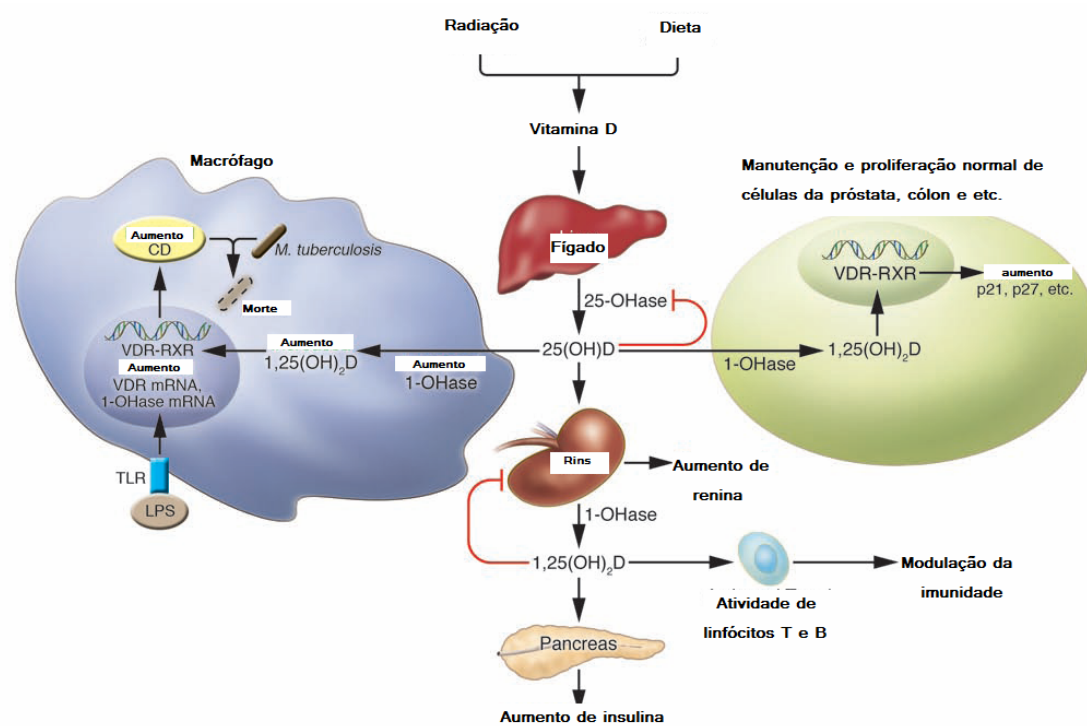 Radiação
Dieta
Vitamina D
Macrófago
Manutenção e proliferação normal de
células da próstata, cólon e etc.
Aumento
CD
M. tuberculosis
Morte
Fígado
VDR-RXR
aumento
p21, p27, etc.
25-OHase
VDR-RXR
Aumento
VDR mRNA,
1-OHase mRNA
Aumento
1,25(OH)2D
Aumento
1-OHase
25(OH)D
1-OHase
1,25(OH)2D
TLR
LPS
Rins
Aumento de
renina
1-OHase
1,25(OH)2D
Atividade de
linfócitos T e B
Modulação da
imunidade
Pancreas
Aumento de insulina